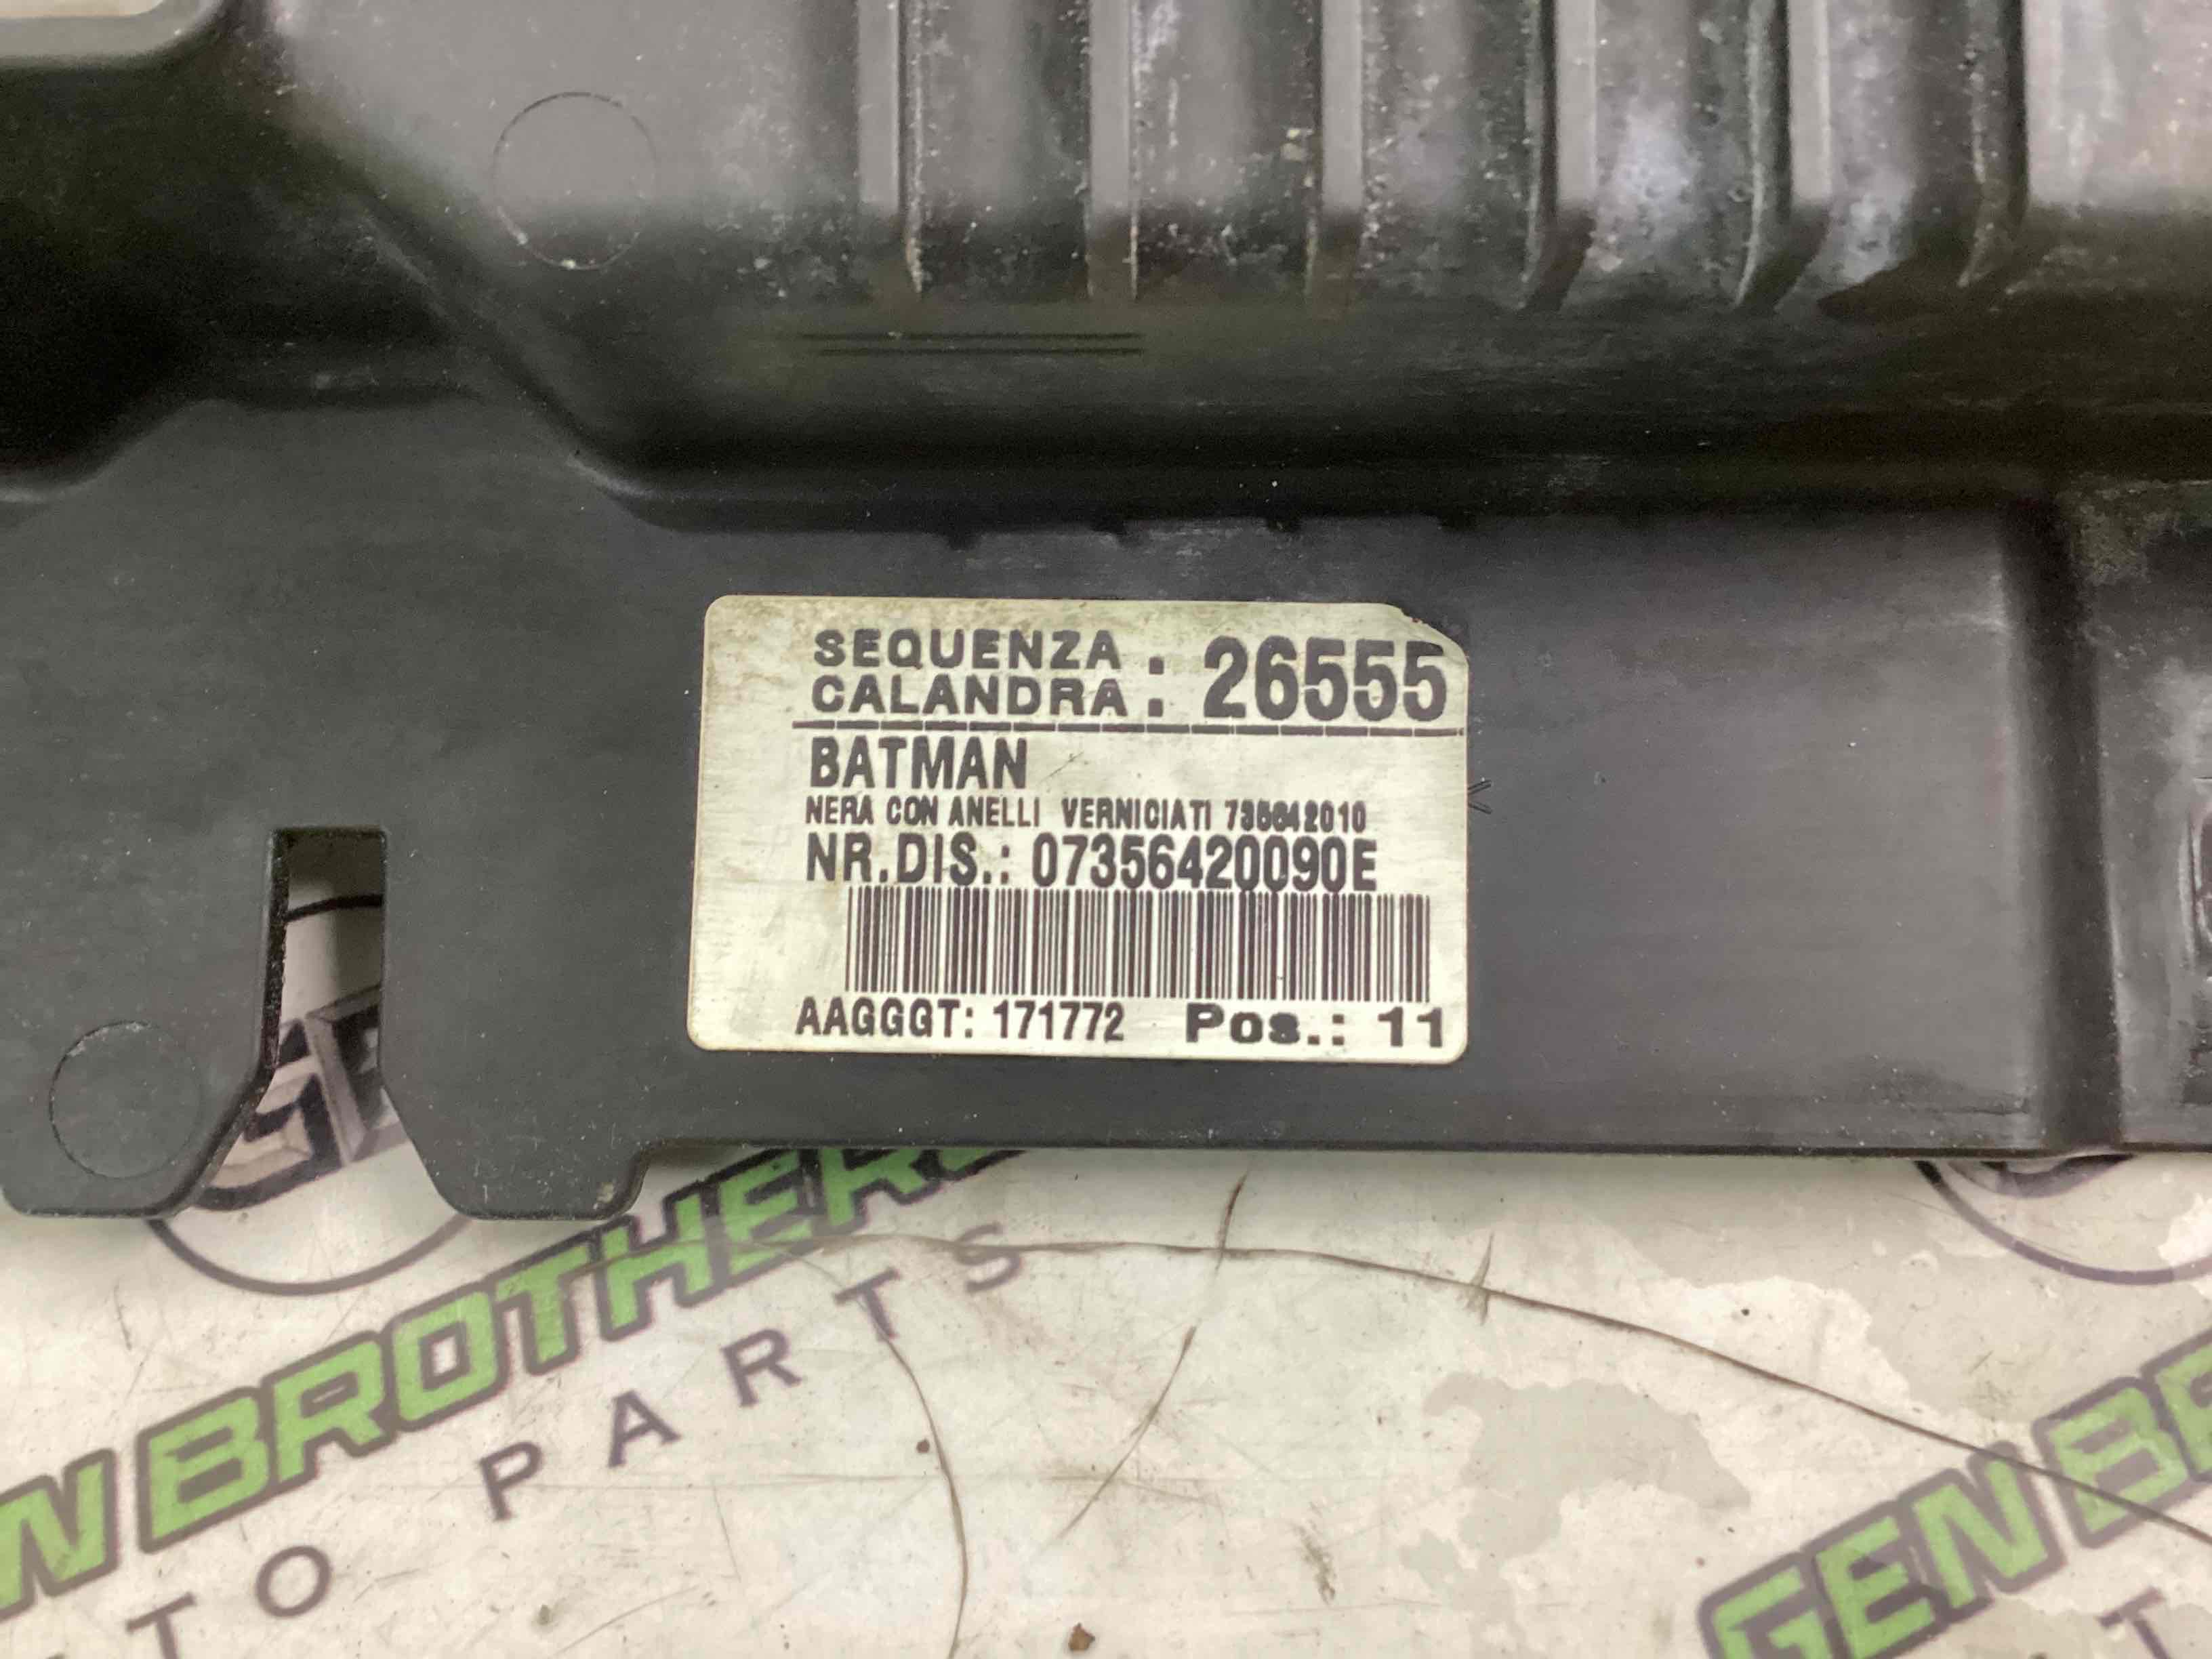 SEQUENZA
CALANDRA : 26555
BATMAN
NERA CON ANELLI VERNICIATI 735642010
NR.DIS.: 07356420090E
AAGGGT: 171772 Pos.: 11
N BROTHER
TO PARTS
GEN B
T